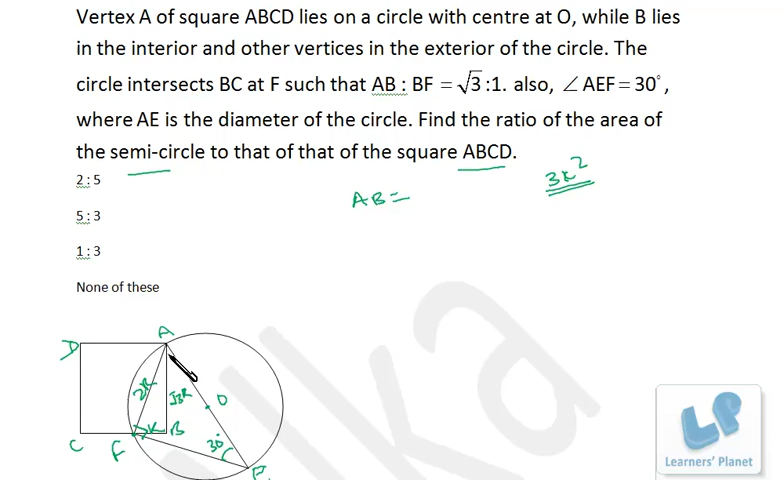 Vertex A of square ABCD lies on a circle with centre at O, while B lies
in the interior and other vertices in the exterior of the circle. The
circle intersects BC at F such that AB : BF = √3 :1. also, ∠AEF = 30°,
where AE is the diameter of the circle. Find the ratio of the area of
the semi-circle to that of that of the square ABCD.
2 : 5
3k²
AB =
5 : 3
1 : 3
None of these
A
D
2k
√3k
O
k
B
C
F
30°
E
LP
Learners' Planet